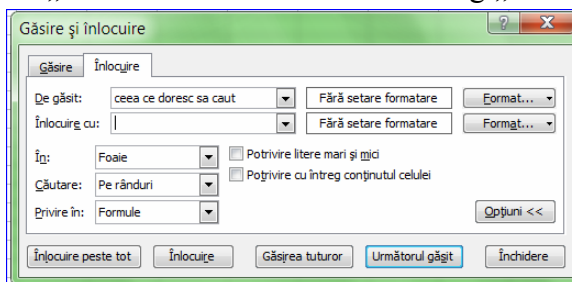 Găsire și înlocuire
Găsire Înlocuire
De găsit: ceea ce doresc sa caut Fără setare formatare Format...
Înlocuire cu: Fără setare formatare Format...
În: Foaie Potrivire litere mari și mici
Potrivire cu întreg conținutul celulei
Căutare: Pe rânduri
Privire în: Formule Opțiuni <<
Înlocuire peste tot Înlocuire Găsirea tuturor Următorul găsit Închidere